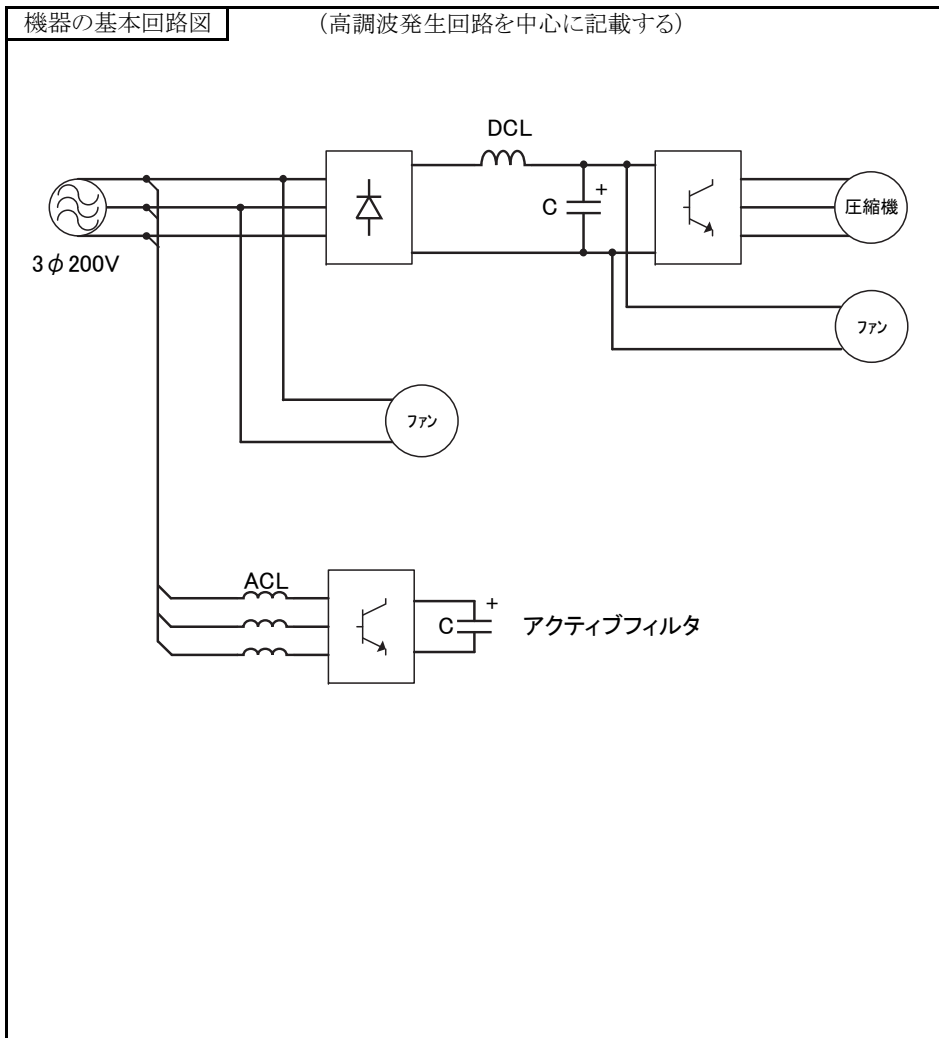 機器の基本回路図
(高調波発生回路を中心に記載する)
DCL
C
+
圧縮機
3φ200V
ファン
ファン
ACL
C
+
アクティブフィルタ